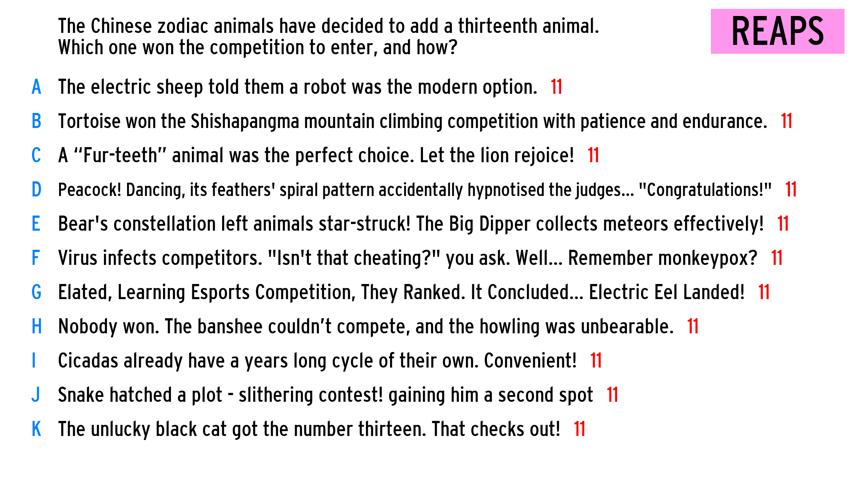 The Chinese zodiac animals have decided to add a thirteenth animal.
Which one won the competition to enter, and how?
REAPS
A The electric sheep told them a robot was the modern option. 11
B Tortoise won the Shishapangma mountain climbing competition with patience and endurance. 11
C A “Fur-teeth” animal was the perfect choice. Let the lion rejoice! 11
D Peacock! Dancing, its feathers' spiral pattern accidentally hypnotised the judges... "Congratulations!" 11
E Bear's constellation left animals star-struck! The Big Dipper collects meteors effectively! 11
F Virus infects competitors. "Isn't that cheating?" you ask. Well... Remember monkeypox? 11
G Elated, Learning Esports Competition, They Ranked. It Concluded... Electric Eel Landed! 11
H Nobody won. The banshee couldn’t compete, and the howling was unbearable. 11
I Cicadas already have a years long cycle of their own. Convenient! 11
J Snake hatched a plot - slithering contest! gaining him a second spot 11
K The unlucky black cat got the number thirteen. That checks out! 11